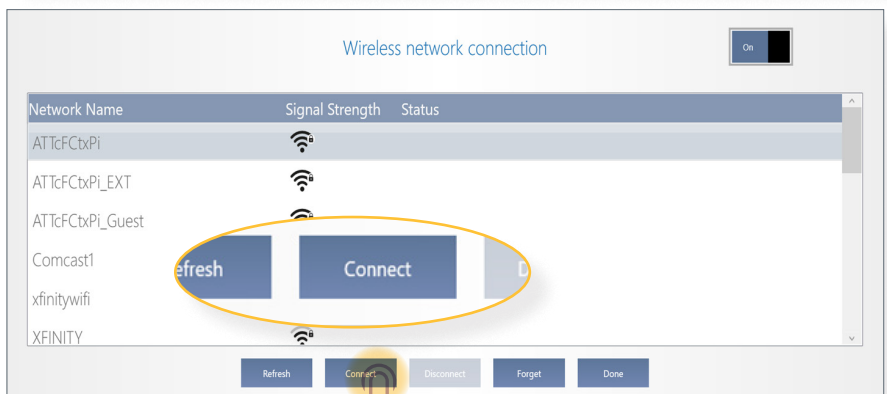 Wireless network connection
On
Network Name Signal Strength Status
ATTcFCtxPi
ATTcFCtxPi_EXT
ATTcFCtxPi_Guest
Comcast1
efresh Connect D
xfinitywifi
XFINITY
Refresh Connect Disconnect Forget Done